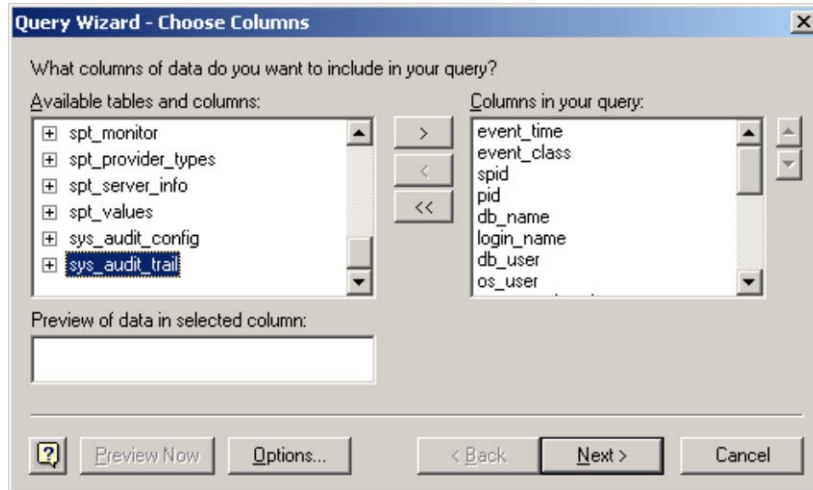 Query Wizard - Choose Columns
What columns of data do you want to include in your query?
Available tables and columns:
spt_monitor
spt_provider_types
spt_server_info
spt_values
sys_audit_config
sys_audit_trail
>
<
<<
Columns in your query:
event_time
event_class
spid
pid
db_name
login_name
db_user
os_user
Preview of data in selected column:
?
Preview Now
Options...
< Back
Next >
Cancel